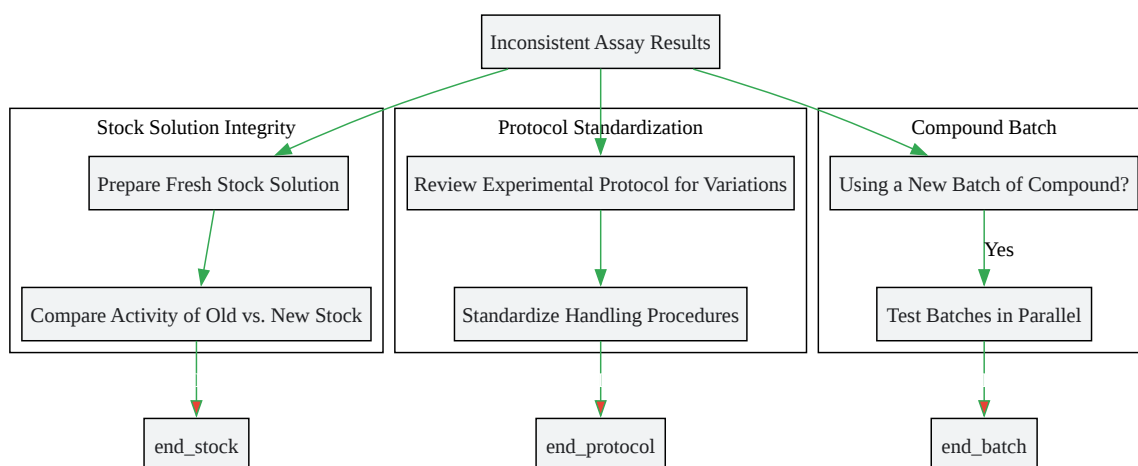 Inconsistent Assay Results
Stock Solution Integrity
Protocol Standardization
Compound Batch
Prepare Fresh Stock Solution
Review Experimental Protocol for Variations
Using a New Batch of Compound?
Yes
Compare Activity of Old vs. New Stock
Standardize Handling Procedures
Test Batches in Parallel
end_stock
end_protocol
end_batch